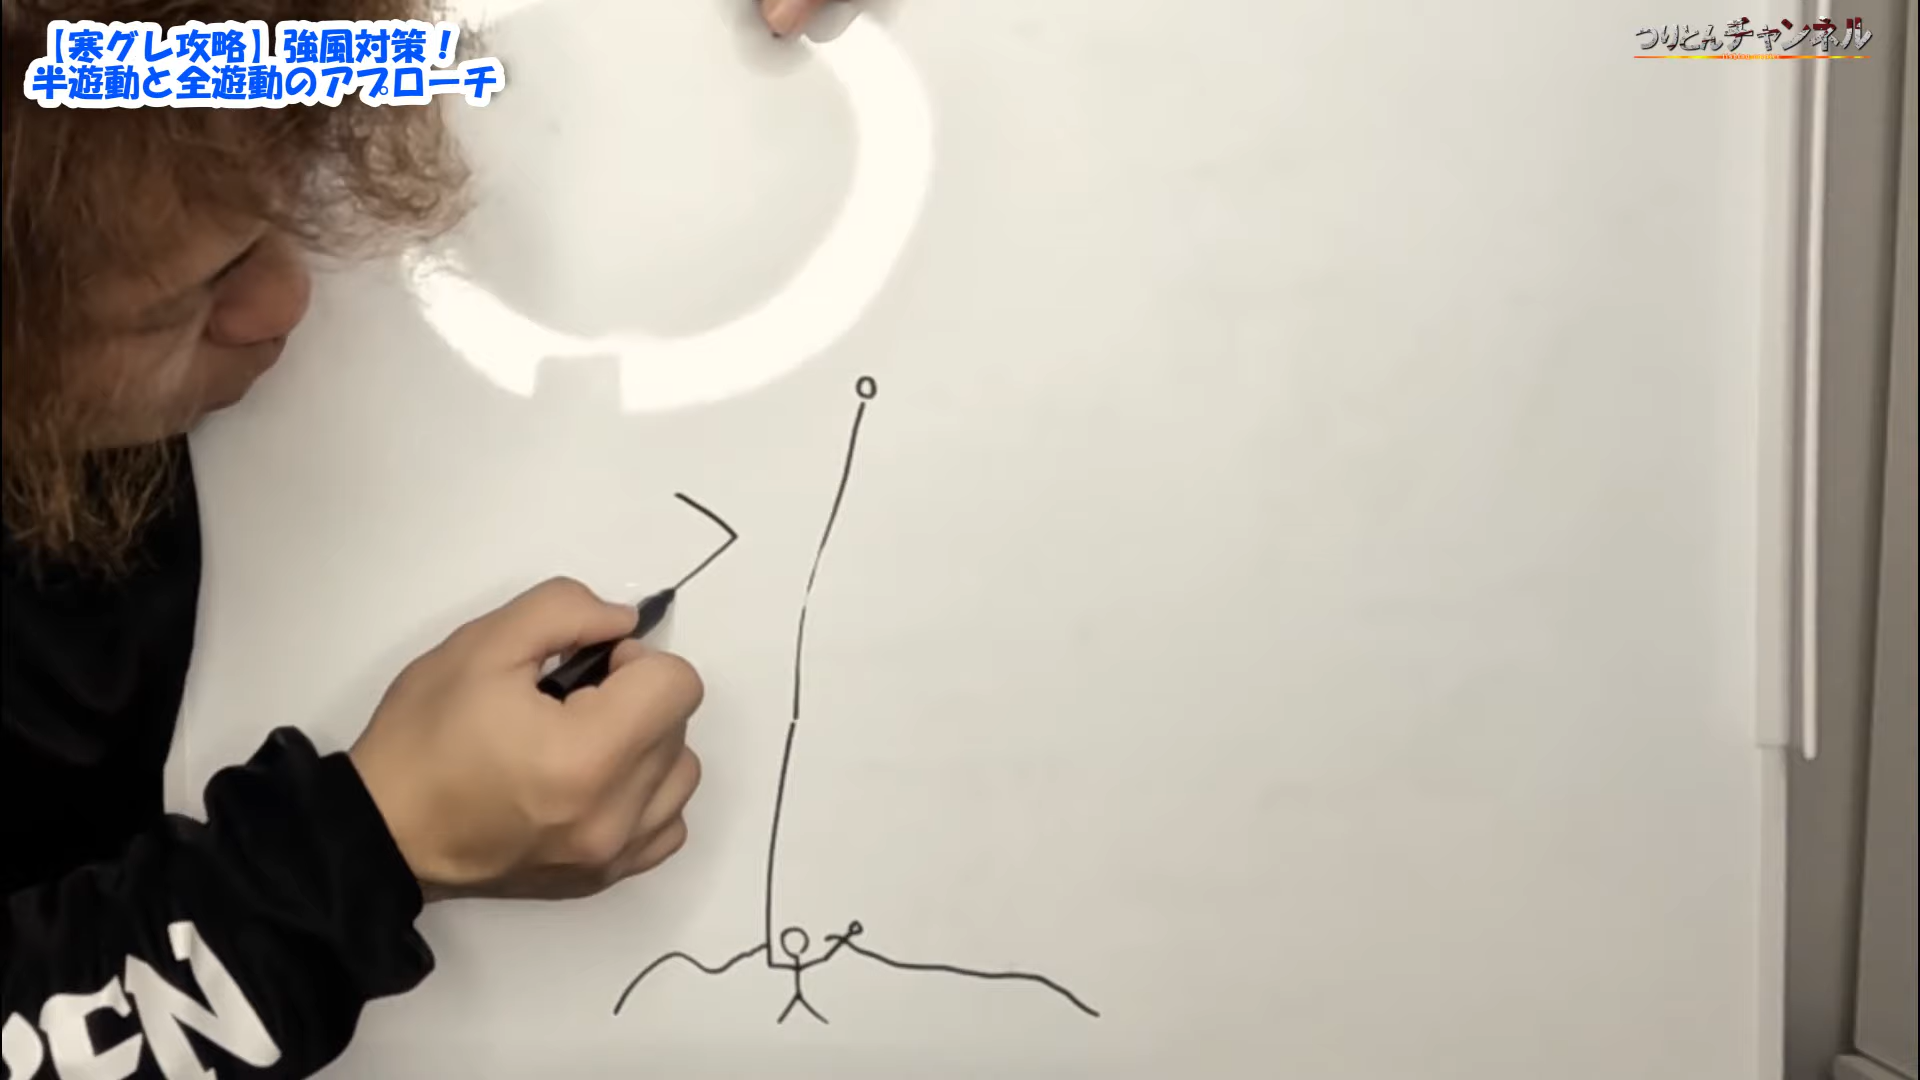 【寒グレ攻略】強風対策！
半遊動と全遊動のアプローチ
つりとんチャンネル